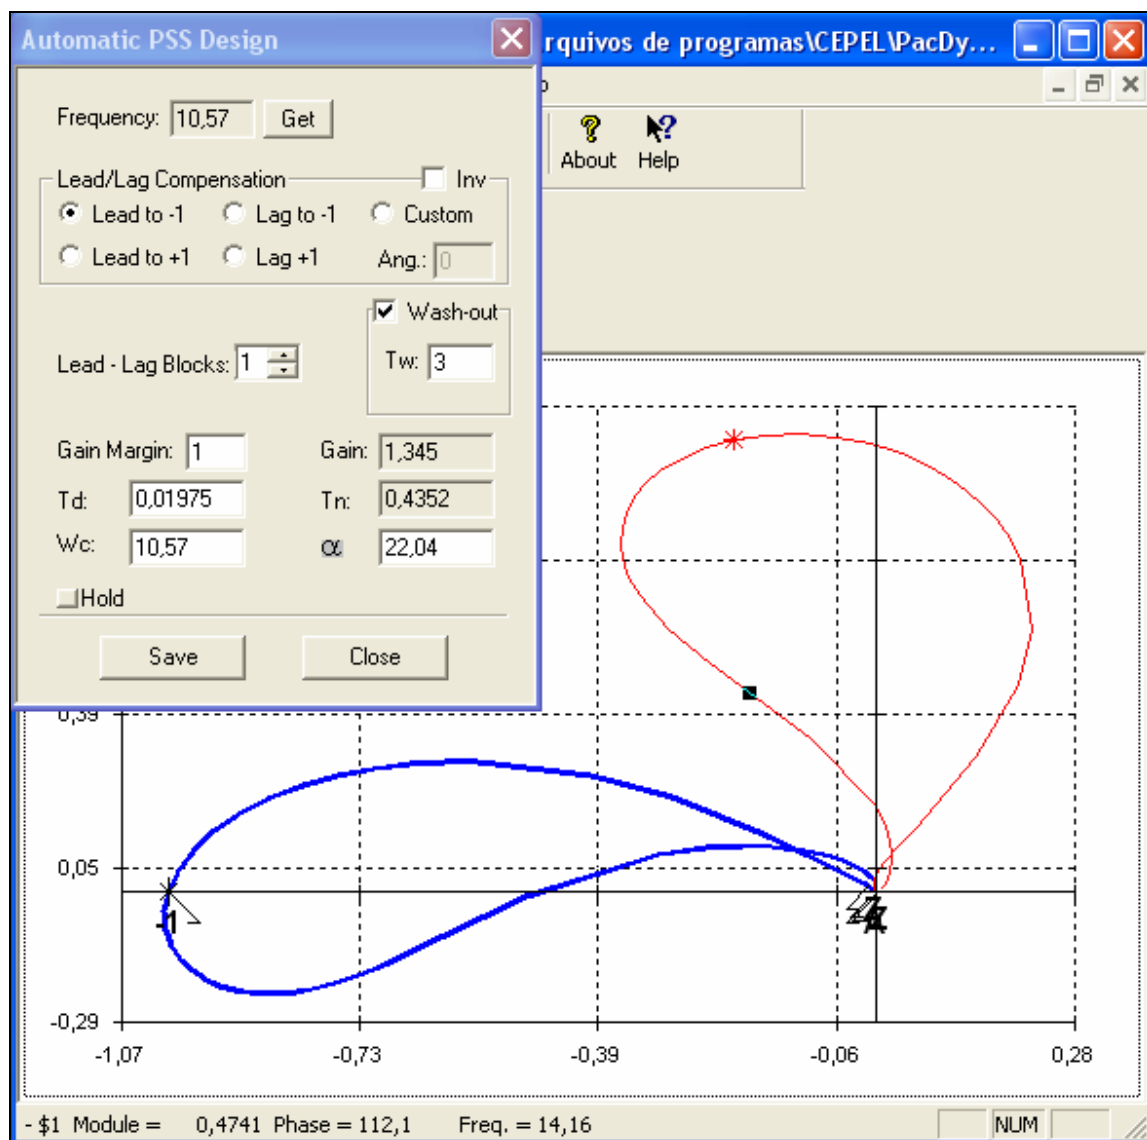 Automatic PSS Design
rquivos de programas\CEPEL\PacDy...
Frequency: 10,57 Get
About Help
Lead/Lag Compensation Inv
Lead to -1 Lag to -1 Custom
Lead to +1 Lag +1 Ang.: 0
Wash-out
Lead - Lag Blocks: 1 Tw: 3
Gain Margin: 1 Gain: 1,345
Td: 0,01975 Tn: 0,4352
Wc: 10,57 α 22,04
Hold
Save Close
0,39
0,05
-1
-0,29
-1,07 -0,73 -0,39 -0,06 0,28
- $1 Module = 0,4741 Phase = 112,1 Freq. = 14,16 NUM